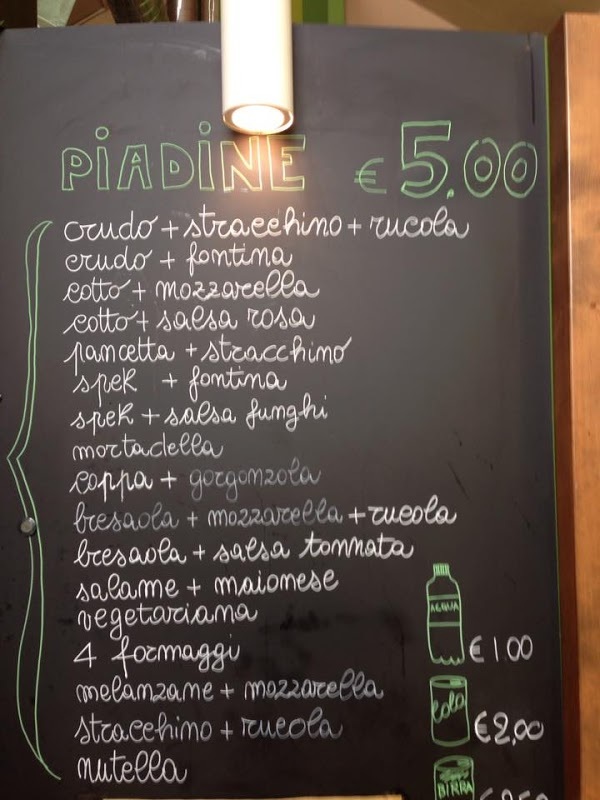 PIADINE € 5.00
crudo + stracchino + rucola
crudo + fontina
cotto + mozzarella
cotto + salsa rosa
pancetta + stracchino
spek + fontina
spek + salsa funghi
mortadella
coppa + gorgonzola
bresaola + mozzarella + rucola
bresaola + salsa tonnata
salame + maionese
vegetariana
4 formaggi
melanzane + mozzarella
stracchino + rucola
nutella
ACQUA
€ 1 00
Cola
€ 2,00
BIRRA